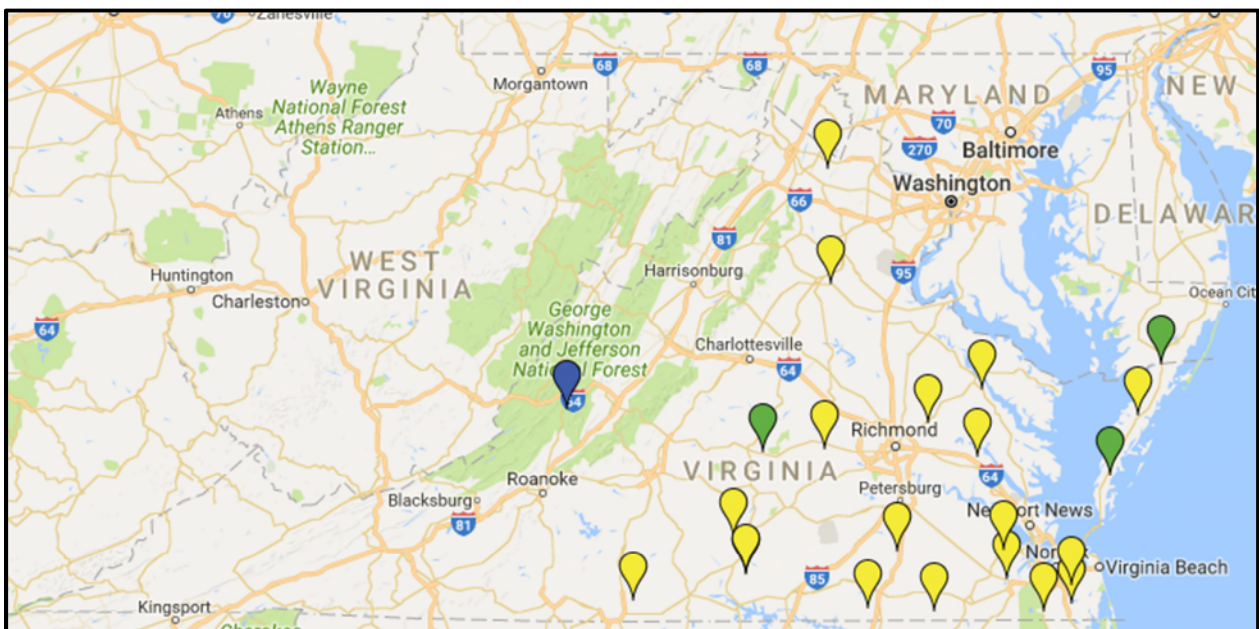 70
Zanesville
Morgantown
68
68
95
NEW
Wayne
National Forest
Athens Ranger
Station...
Athens
MARYLAND
70
270
Baltimore
Washington
66
DELAWAR
81
Harrisonburg
WEST
VIRGINIA
95
Huntington
Charleston
Ocean Cit
64
George
Washington
and Jefferson
National Forest
Charlottesville
64
64
Richmond
VIRGINIA
Roanoke
64
Blacksburg
Petersburg
81
Newport News
Norfolk
Virginia Beach
85
Kingsport
Cherokee